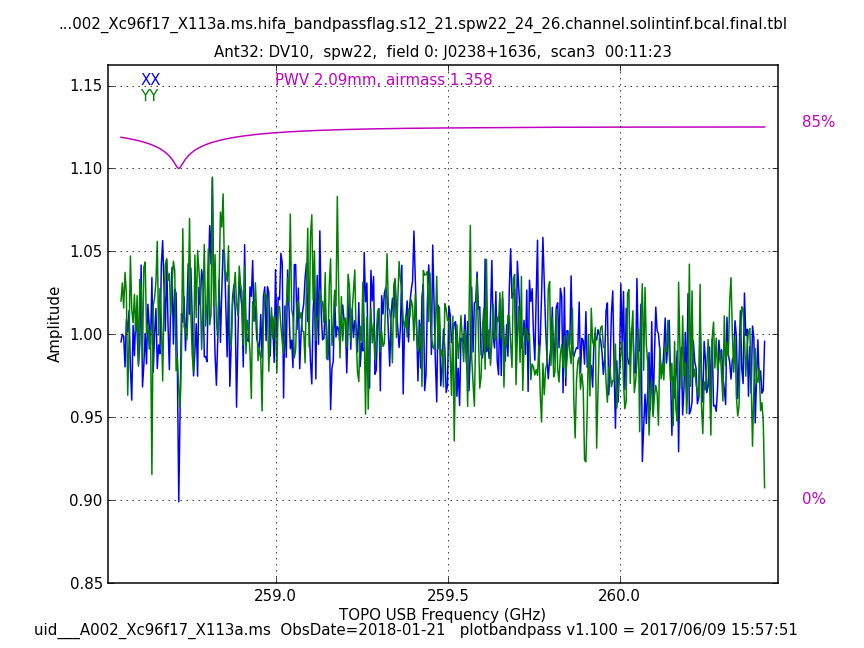 ...002_Xc96f17_X113a.ms.hifa_bandpassflag.s12_21.spw22_24_26.channel.solintinf.bcal.final.tbl
Ant32: DV10, spw22, field 0: J0238+1636, scan3 00:11:23
XX PWV 2.09mm, airmass 1.358
YY
1.15
85%
1.10
1.05
Amplitude
1.00
0.95
0.90
0%
0.85
259.0 259.5 260.0
TOPO USB Frequency (GHz)
uid___A002_Xc96f17_X113a.ms ObsDate=2018-01-21 plotbandpass v1.100 = 2017/06/09 15:57:51